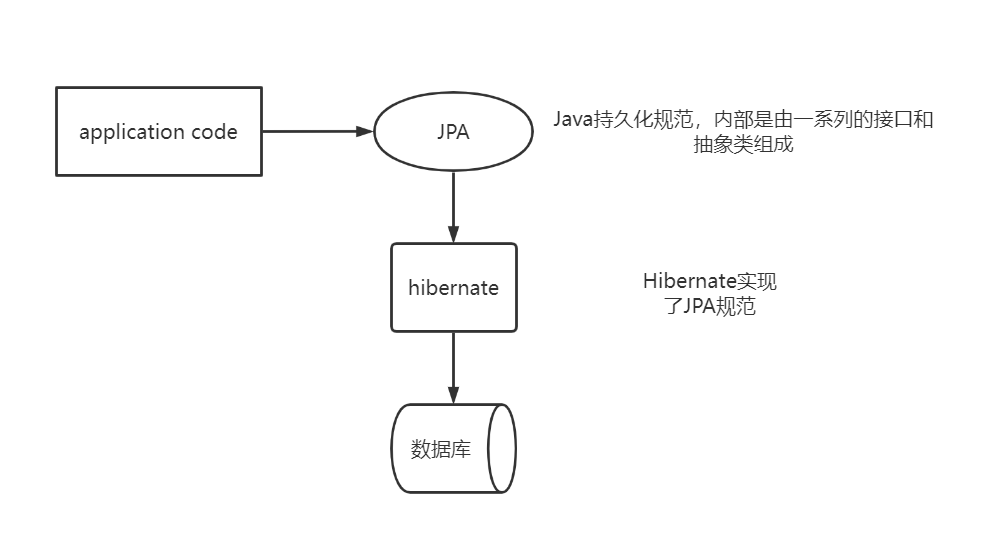 application code
JPA
Java持久化规范，内部是由一系列的接口和
抽象类组成
hibernate
Hibernate实现
了JPA规范
数据库